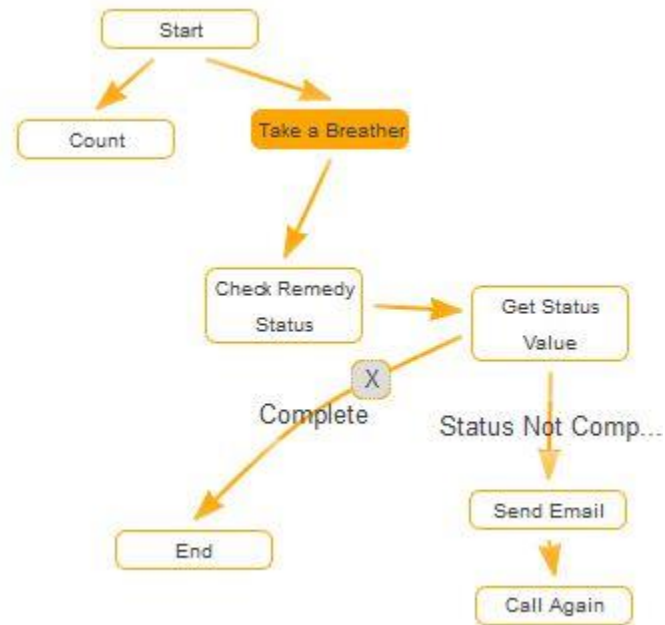 Start
Count
Take a Breather
Check Remedy
Status
Get Status
Value
X
Complete
Status Not Comp...
Send Email
End
Call Again